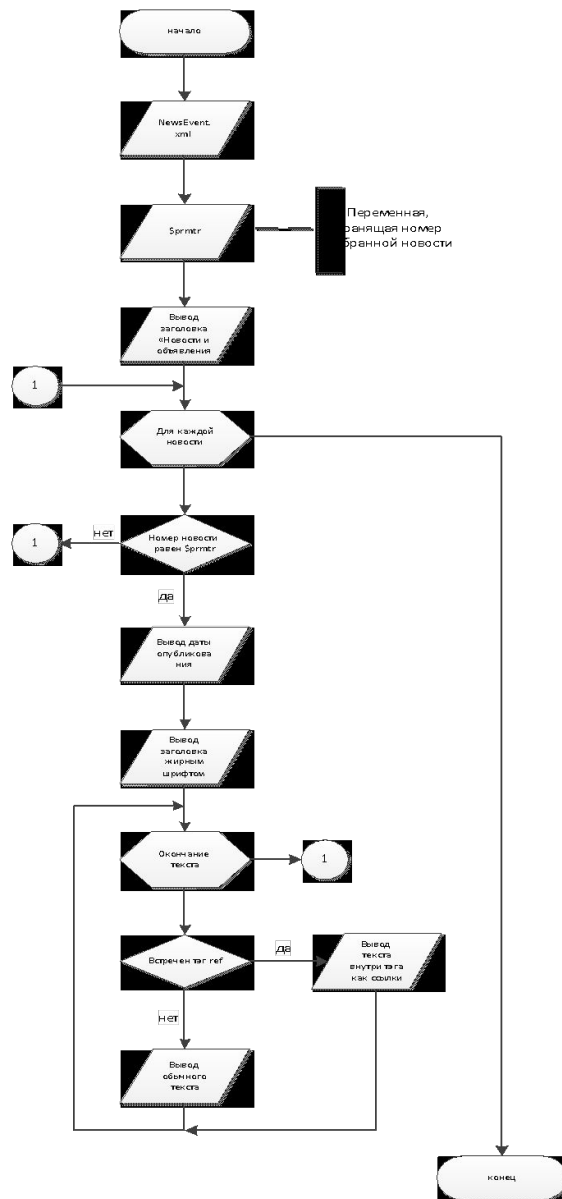 начало
NewsEvent.
xml
$prmtr
Переменная,
ранящая номер
бранной новости
Вывод
заголовка
«Новости и
объявления
1
Для каждой
новости
нет
1
Номер новости
равен $prmtr
да
Вывод даты
опубликова
ния
Вывод
заголовка
жирным
шрифтом
Окончание
текста
1
Встречен тэг ref
да
Вывод
текста
внутри тэга
как ссылки
нет
Вывод
обычного
текста
конец